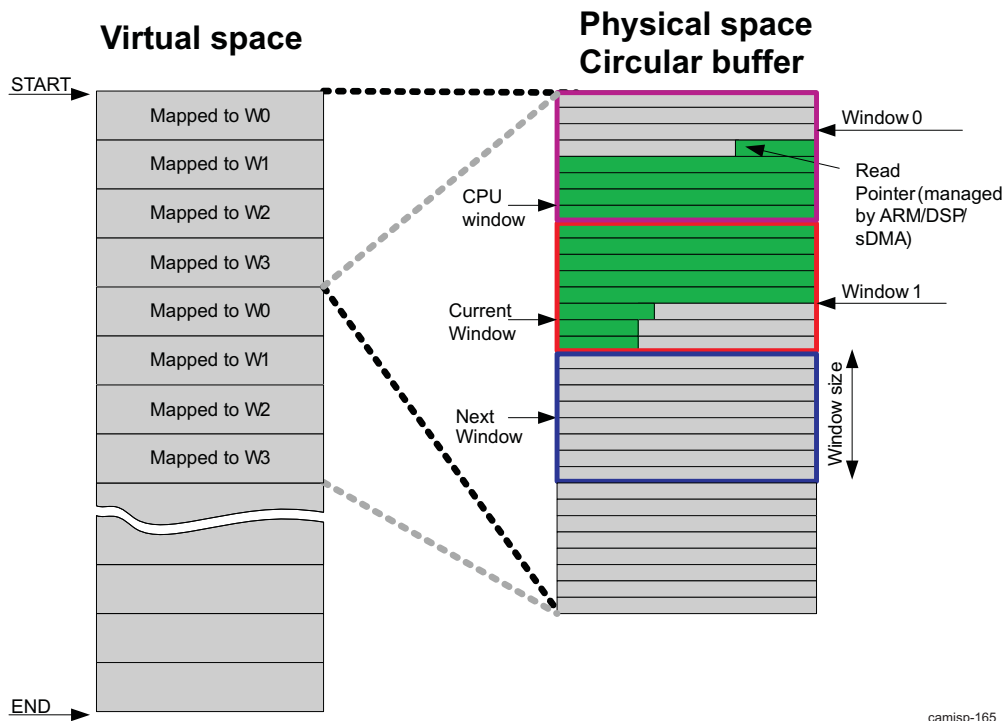 Virtual space
Physical space
Circular buffer
START
Mapped to W0
Mapped to W1
Mapped to W2
Mapped to W3
Mapped to W0
Mapped to W1
Mapped to W2
Mapped to W3
END
CPU
window
Current
Window
Next
Window
Window 0
Read
Pointer (managed
by ARM/DSP/
sDMA)
Window 1
Window size
camisp-165